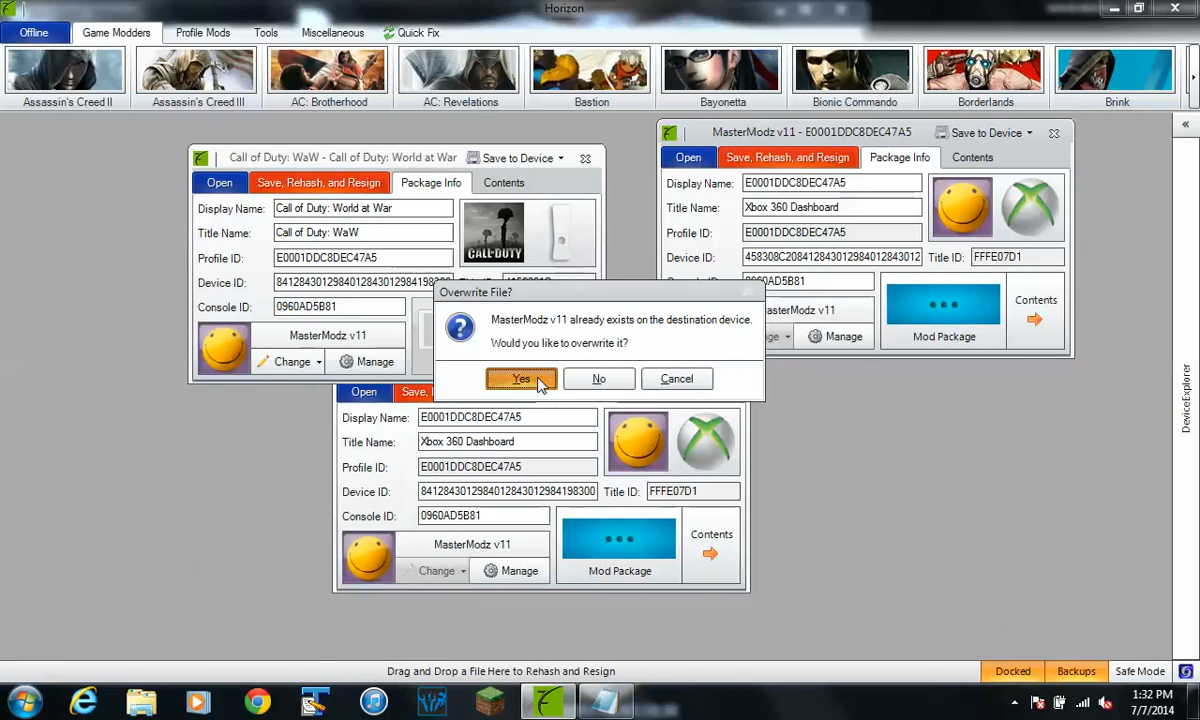 Horizon
Offline
Game Modders
Profile Mods
Tools
Miscellaneous
Quick Fix
Assassin's Creed II
Assassin's Creed III
AC: Brotherhood
AC: Revelations
Bastion
Bayonetta
Bionic Commando
Borderlands
Brink
Call of Duty: WaW - Call of Duty: World at War
Save to Device
Open
Save, Rehash, and Resign
Package Info
Contents
Display Name: Call of Duty: World at War
Title Name: Call of Duty: WaW
Profile ID: E0001DDC8DEC47A5
Device ID:
Console ID: 0960AD5B81
CALL·DUTY
MasterModz v11
Change
Manage
MasterModz v11 - E0001DDC8DEC47A5
Save to Device
Open
Save, Rehash, and Resign
Package Info
Contents
Display Name: E0001DDC8DEC47A5
Title Name: Xbox 360 Dashboard
Profile ID: E0001DDC8DEC47A5
Device ID: 458308C208412843012984012843012
Title ID: FFFE07D1
Manage
Mod Package
Contents
Overwrite File?
MasterModz v11 already exists on the destination device.
Would you like to overwrite it?
Yes
No
Cancel
Open
Display Name: E0001DDC8DEC47A5
Title Name: Xbox 360 Dashboard
Profile ID: E0001DDC8DEC47A5
Device ID: 8412843012984012843012984198300
Title ID: FFFE07D1
Console ID: 0960AD5B81
MasterModz v11
Change
Manage
Mod Package
Contents
DeviceExplorer
Drag and Drop a File Here to Rehash and Resign
Docked
Backups
Safe Mode
1:32 PM
7/7/2014